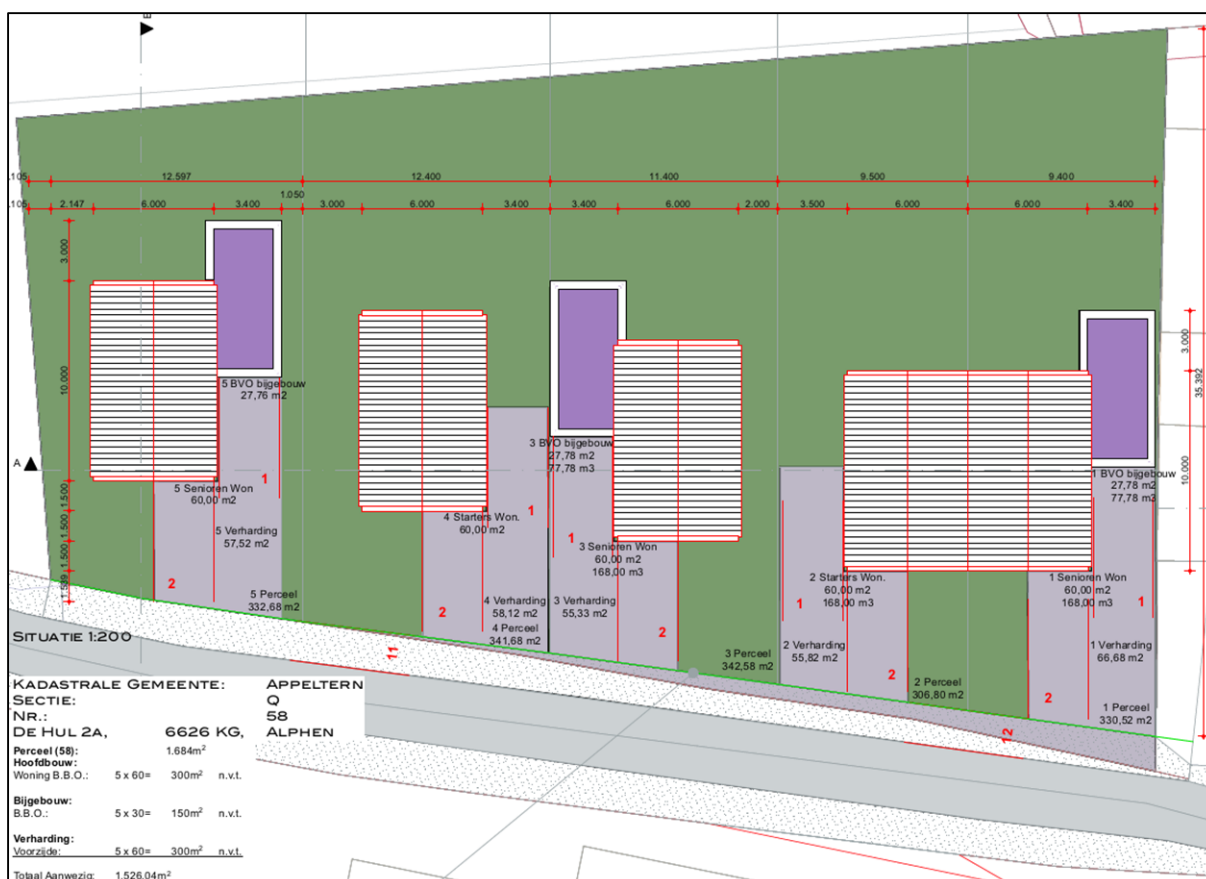 B
.105
12.597
12.400
11.400
9.500
9.400
1.050
.105
2.147
6.000
3.400
3.000
6.000
3.400
3.400
6.000
2.000
3.500
6.000
6.000
3.400
3.000
10.000
1.500
1.500
1.500
1.539
3.000
35.392
10.000
A
5 BVO bijgebouw
27,76 m2
3 BVO bijgebouw
27,78 m2
77,78 m3
1 BVO bijgebouw
27,78 m2
77,78 m3
5 Senioren Won
60,00 m2
4 Starters Won.
60,00 m2
3 Senioren Won
60,00 m2
168,00 m3
2 Starters Won.
60,00 m2
168,00 m3
1 Senioren Won
60,00 m2
168,00 m3
5 Verharding
57,52 m2
4 Verharding
58,12 m2
3 Verharding
55,33 m2
2 Verharding
55,82 m2
1 Verharding
66,68 m2
5 Perceel
332,68 m2
4 Perceel
341,68 m2
3 Perceel
342,58 m2
2 Perceel
306,80 m2
1 Perceel
330,52 m2
1
2
1
2
1
2
1
2
1
2
11
12
SITUATIE 1:200
KADASTRALE GEMEENTE: APPELTERN
SECTIE: Q
NR.: 58
DE HUL 2A, 6626 KG, ALPHEN
Perceel (58): 1.684m²
Hoofdbouw:
Woning B.B.O.: 5 x 60= 300m² n.v.t.
Bijgebouw:
B.B.O.: 5 x 30= 150m² n.v.t.
Verharding:
Voorzijde: 5 x 60= 300m² n.v.t.
Totaal Aanwezig: 1.526,04m²